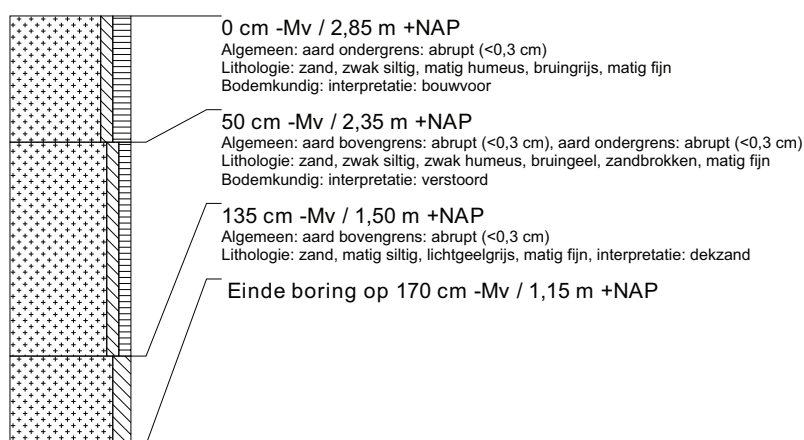 0 cm -Mv / 2,85 m +NAP
Algemeen: aard ondergrens: abrupt (<0,3 cm)
Lithologie: zand, zwak siltig, matig humeus, bruingrijs, matig fijn
Bodemkundig: interpretatie: bouwvoor
50 cm -Mv / 2,35 m +NAP
Algemeen: aard bovengrens: abrupt (<0,3 cm), aard ondergrens: abrupt (<0,3 cm)
Lithologie: zand, zwak siltig, zwak humeus, bruingeel, zandbrokken, matig fijn
Bodemkundig: interpretatie: verstoord
135 cm -Mv / 1,50 m +NAP
Algemeen: aard bovengrens: abrupt (<0,3 cm)
Lithologie: zand, matig siltig, lichtgeelgrijs, matig fijn, interpretatie: dekzand
Einde boring op 170 cm -Mv / 1,15 m +NAP